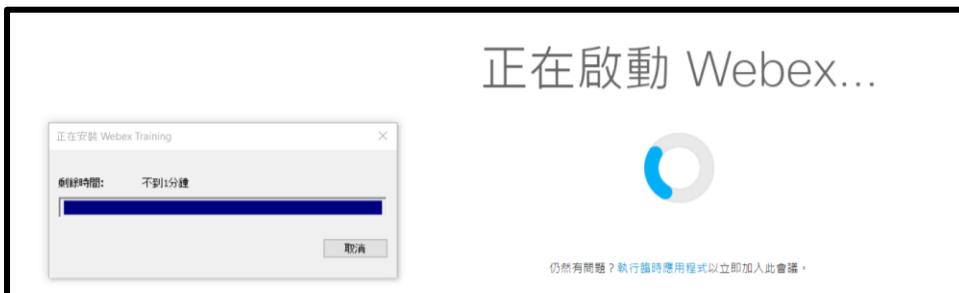 正在啟動 Webex...
正在安裝 Webex Training
剩餘時間: 不到1分鐘
取消
仍然有問題？執行臨時應用程式以立即加入此會議。